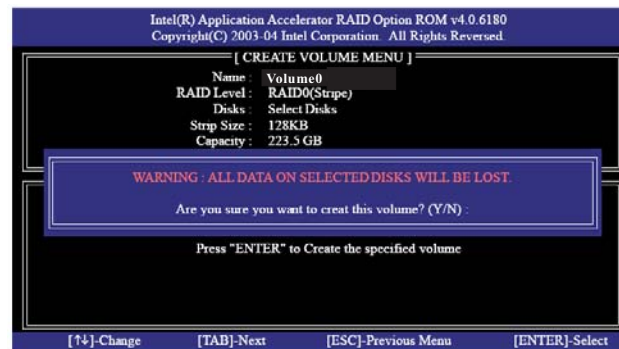 Intel(R) Application Accelerator RAID Option ROM v4.0.6180
Copyright(C) 2003-04 Intel Corporation. All Rights Reversed.
[ CREATE VOLUME MENU ]
Name : Volume0
RAID Level : RAID0(Stripe)
Disks : Select Disks
Strip Size : 128KB
Capacity : 223.5 GB
WARNING : ALL DATA ON SELECTED DISKS WILL BE LOST.
Are you sure you want to creat this volume? (Y/N) :
Press "ENTER" to Create the specified volume
[↑↓]-Change [TAB]-Next [ESC]-Previous Menu [ENTER]-Select